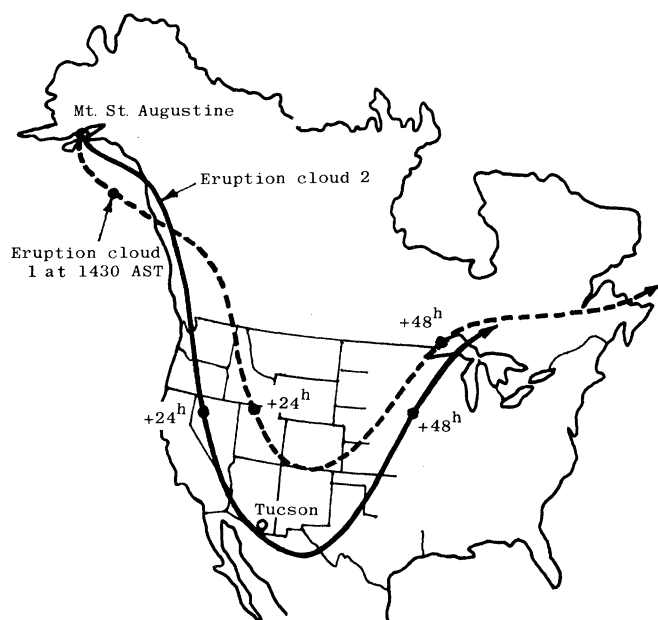 Mt. St. Augustine
Eruption cloud 2
Eruption cloud
1 at 1430 AST
+48h
+24h
+24h
+48h
Tucson